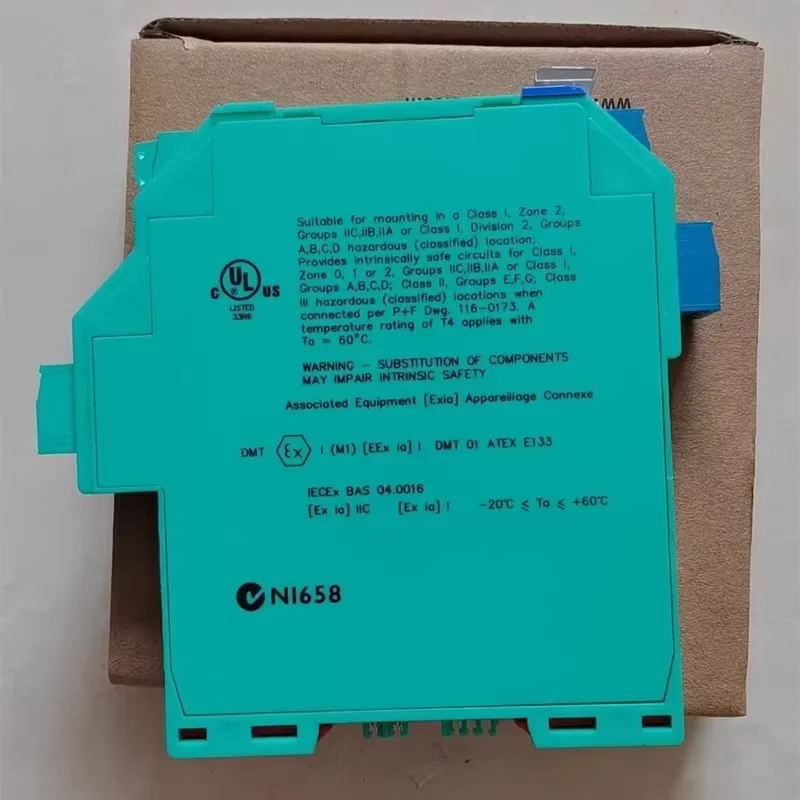 Suitable for mounting in a Class I, Zone 2,
Groups IIC,IIB,IIA or Class I, Division 2, Groups
A,B,C,D hazardous (classified) location;
Provides intrinsically safe circuits for Class I,
Zone 0, 1 or 2, Groups IIC,IIB,IIA or Class I,
Groups A,B,C,D; Class II, Groups E,F,G; Class
III hazardous (classified) locations when
connected per P+F Dwg. 116-0173. A
temperature rating of T4 applies with
Ta = 60°C.
C UL US
LISTED
33R6
WARNING - SUBSTITUTION OF COMPONENTS
MAY IMPAIR INTRINSIC SAFETY
Associated Equipment [Exia] Appareillage Connexe
DMT Ex I (M1) [EEx ia] I DMT 01 ATEX E133
IECEx BAS 04.0016
[Ex ia] IIC [Ex ia] I -20°C ≤ Ta ≤ +60°C
N1658